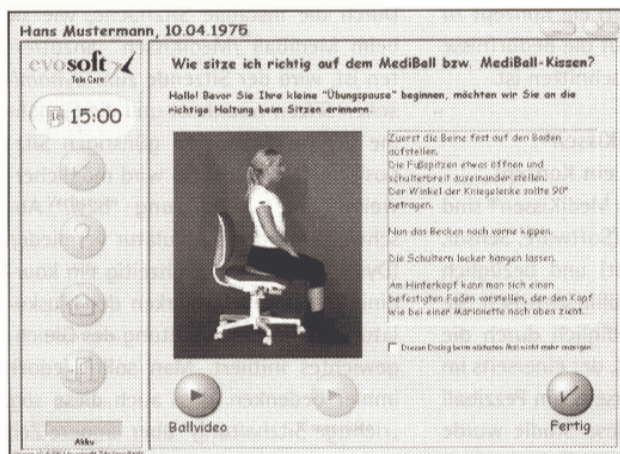 Hans Mustermann, 10.04.1975
evosoft
Tele Care
15:00
Wie sitze ich richtig auf dem MediBall bzw. MediBall-Kissen?
Hallo! Bevor Sie Ihre kleine "Übungspause" beginnen, möchten wir Sie an die
richtige Haltung beim Sitzen erinnern.
Zuerst die Beine fest auf den Boden
aufstellen.
Die Fußspitzen etwas öffnen und
schulterbreit auseinander stellen.
Der Winkel der Kniegelenke sollte 90°
betragen.
Nun das Becken nach vorne kippen.
Die Schultern locker hängen lassen.
Am Hinterkopf kann man sich einen
befestigten Faden vorstellen, der den Kopf
wie bei einer Marionette nach oben zieht.
Diesen Dialog beim nächsten Mal nicht mehr anzeigen.
Ballvideo
Fertig
Akku